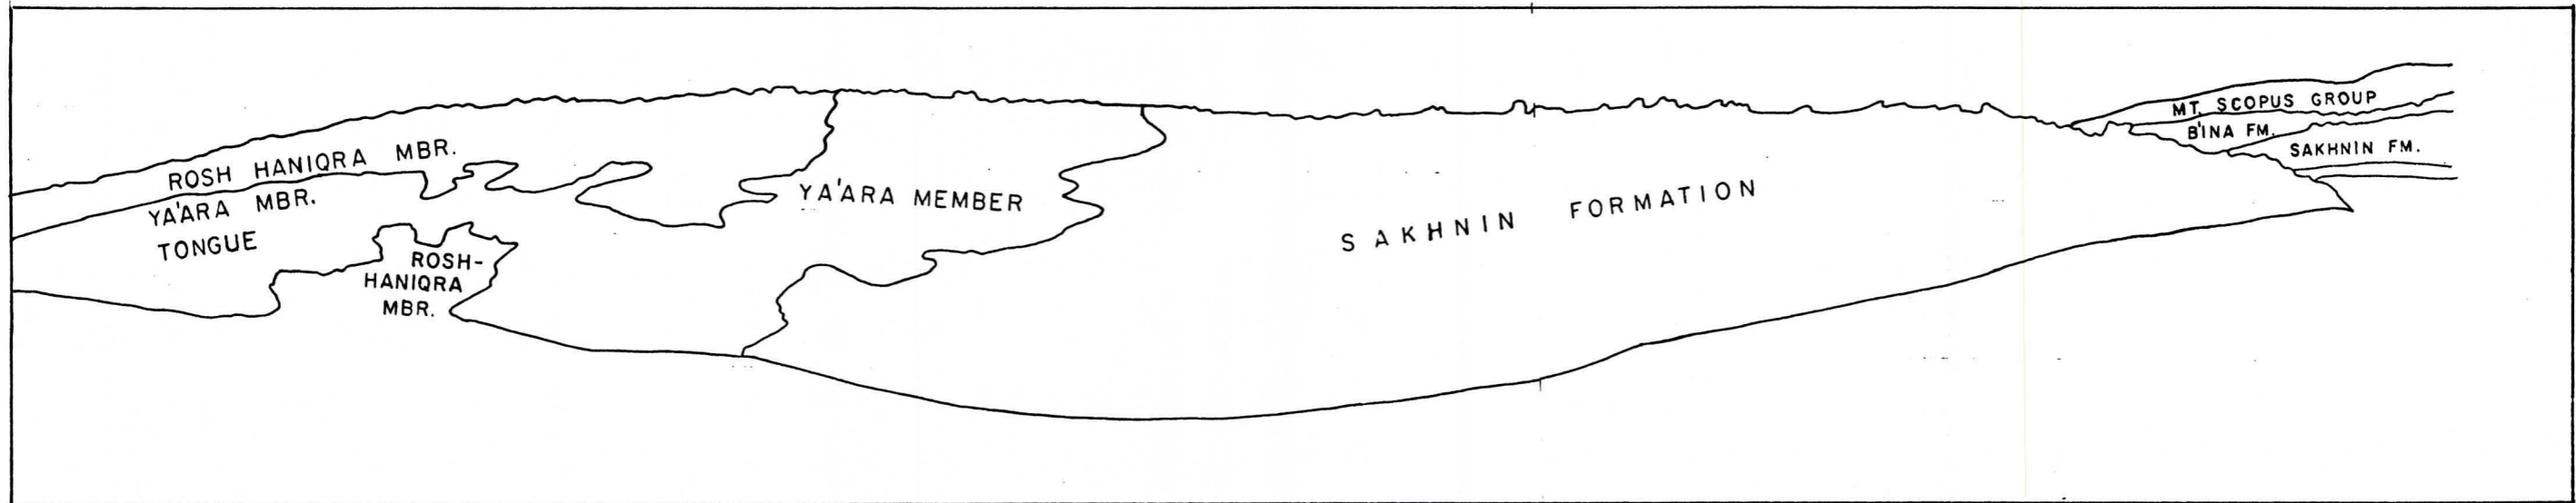 ROSH HANIQRA MBR.
YA'ARA MBR.
TONGUE
ROSH-
HANIQRA
MBR.
YA'ARA MEMBER
SAKHNIN FORMATION
MT. SCOPUS GROUP
B'INA FM.
SAKHNIN FM.